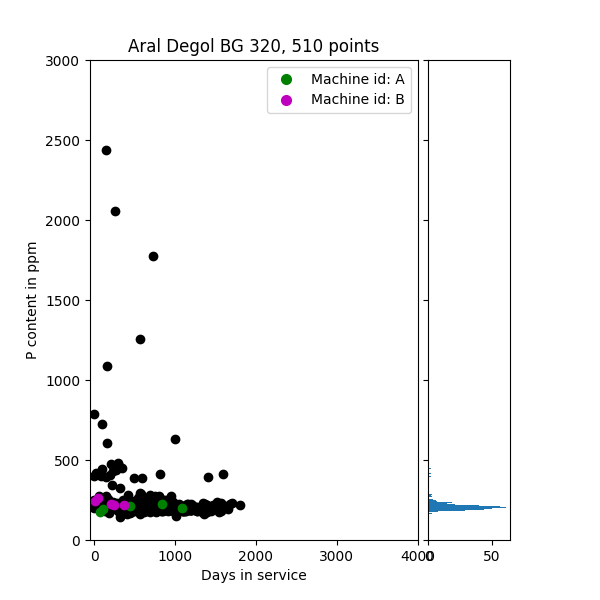 Aral Degol BG 320, 510 points
Machine id: A
Machine id: B
P content in ppm
3000
2500
2000
1500
1000
500
0
0
1000
2000
3000
4000
0
50
Days in service